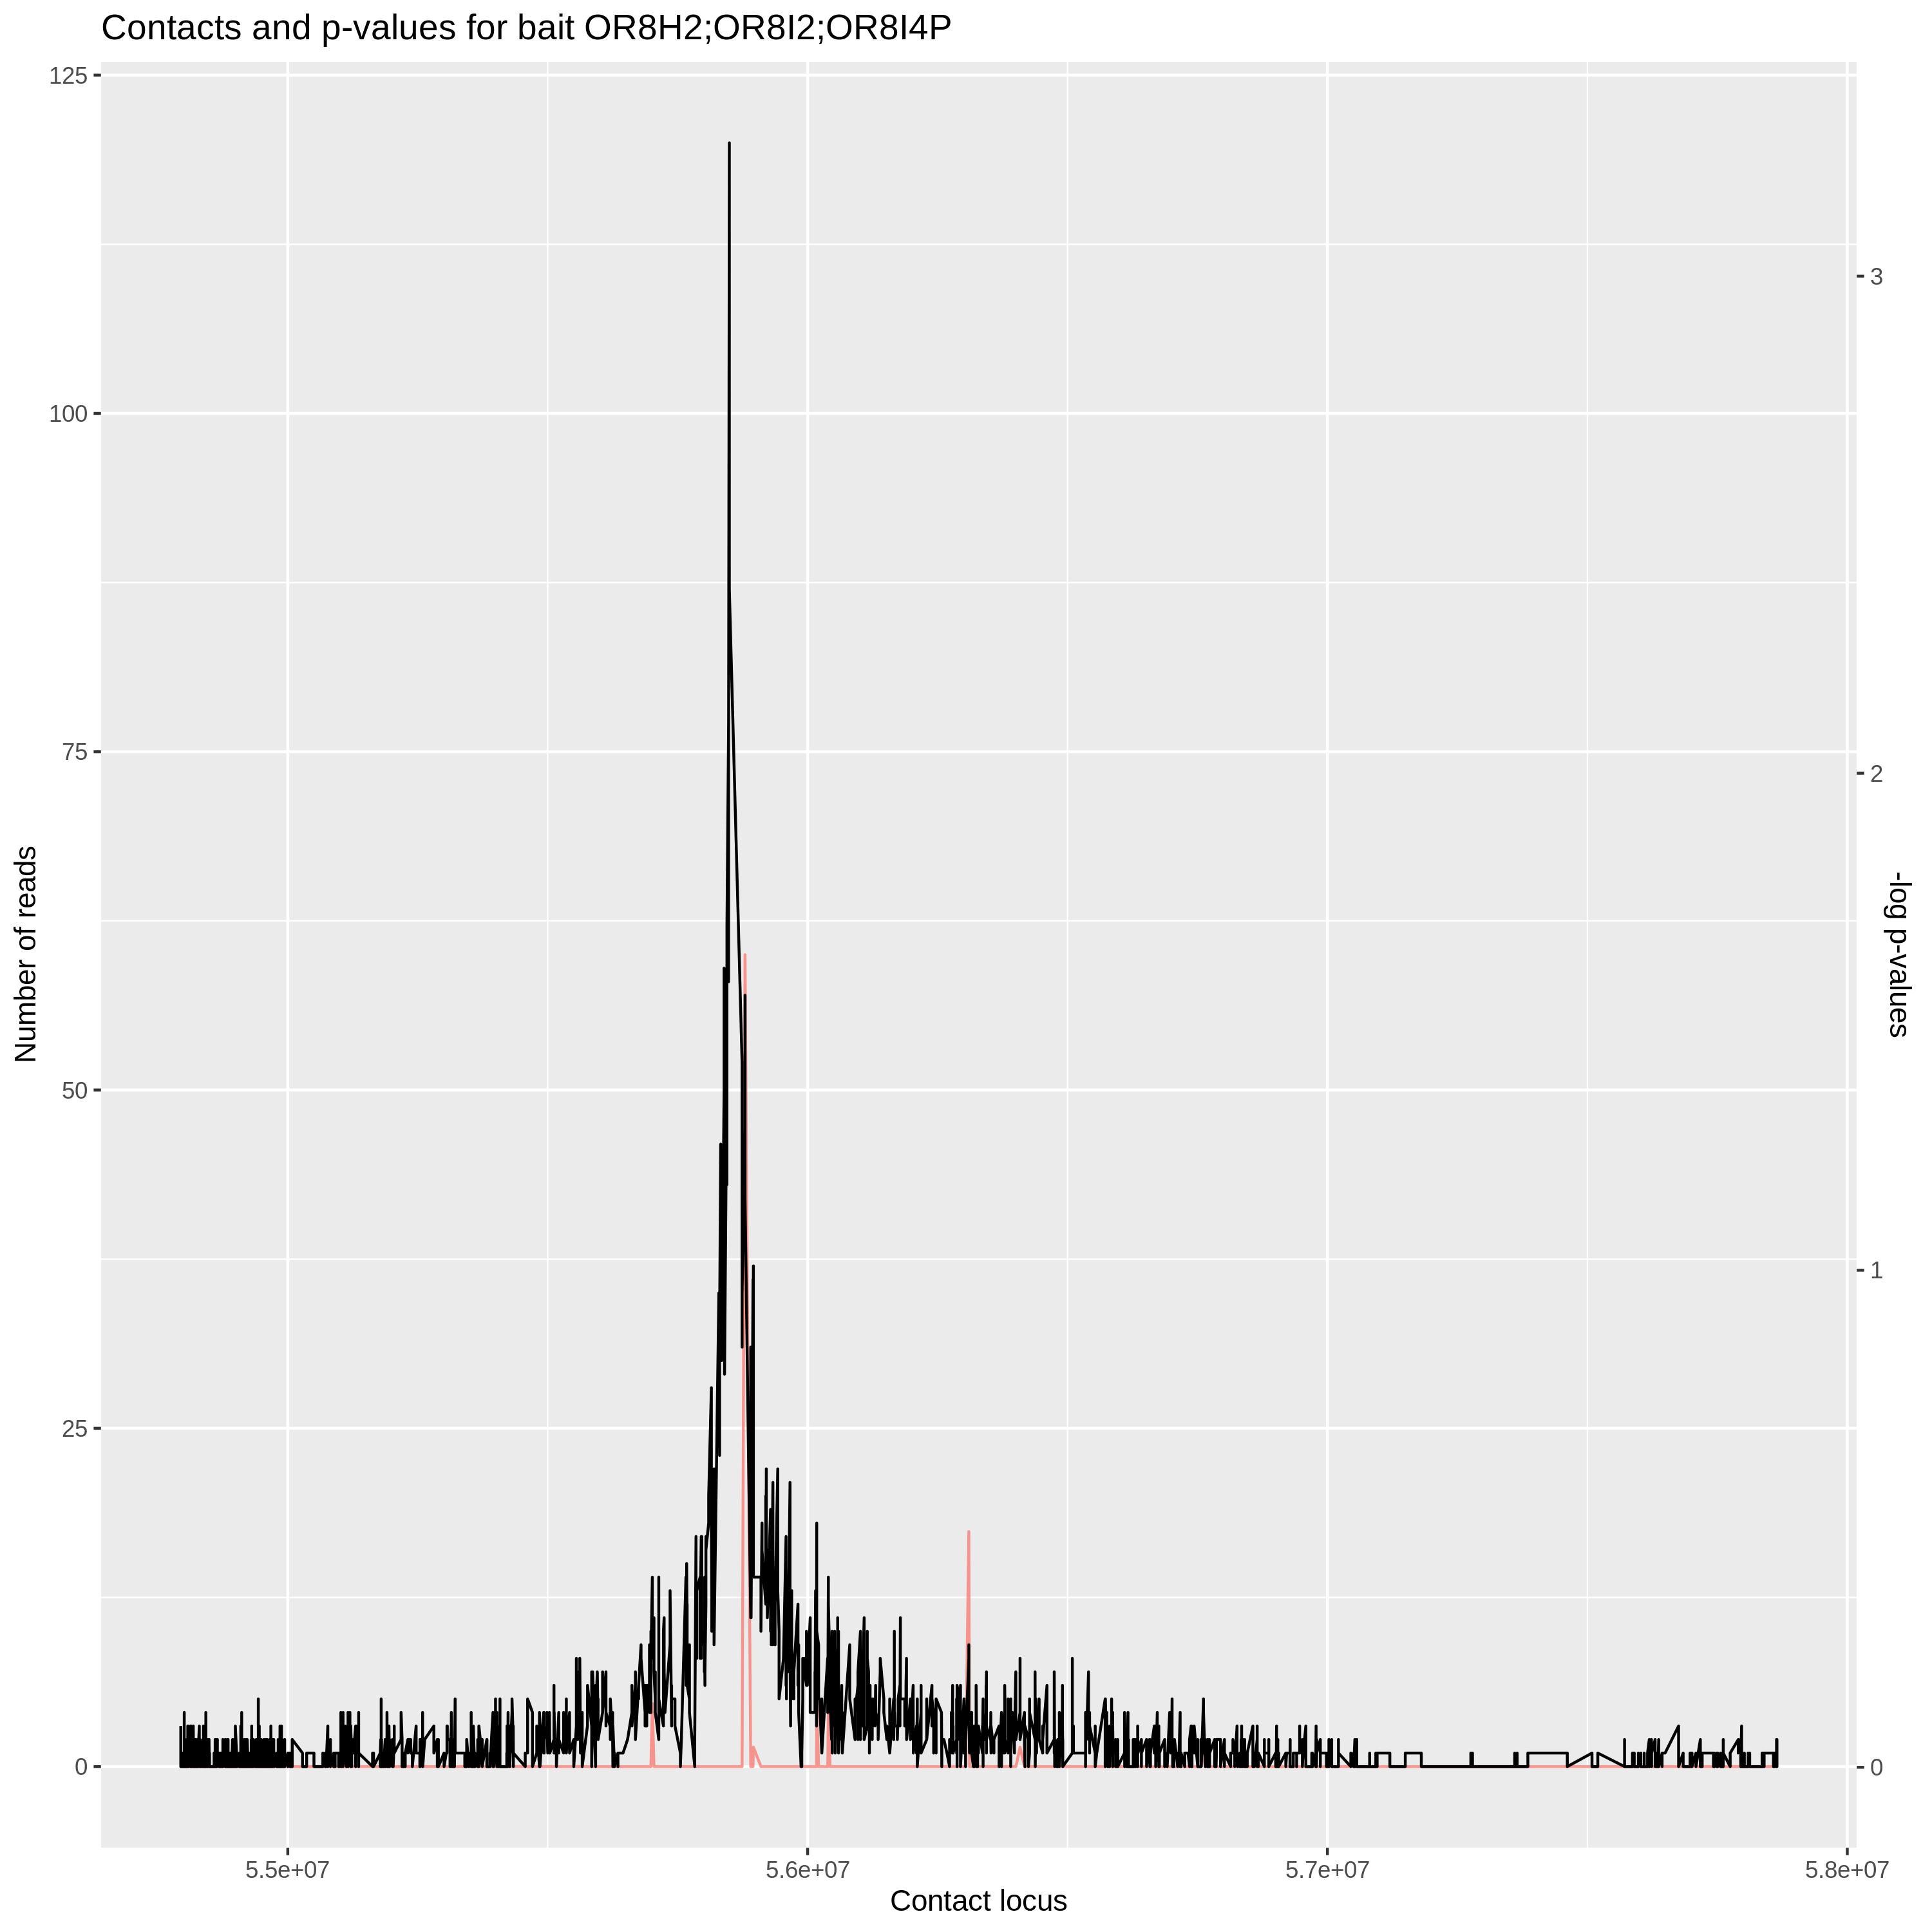 Contacts and p-values for bait OR8H2;OR8I2;OR8I4P
125
100
75
50
25
0
Number of reads
3
2
1
0
-log p-values
5.5e+07
5.6e+07
5.7e+07
5.8e+07
Contact locus